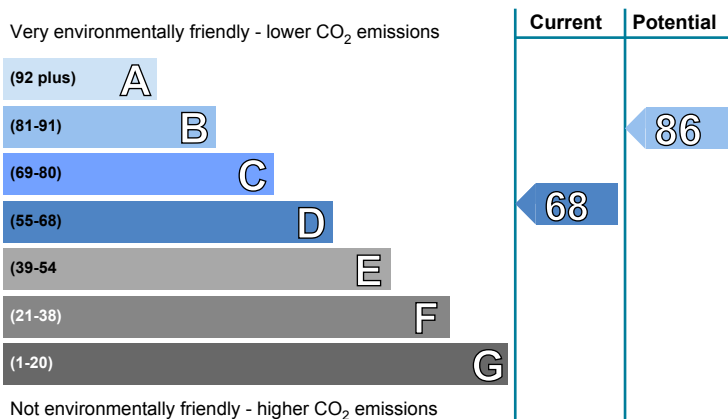 Current Potential
Very environmentally friendly - lower CO2 emissions
(92 plus) A
(81-91) B
86
(69-80) C
(55-68) D
68
(39-54 E
(21-38) F
(1-20) G
Not environmentally friendly - higher CO2 emissions